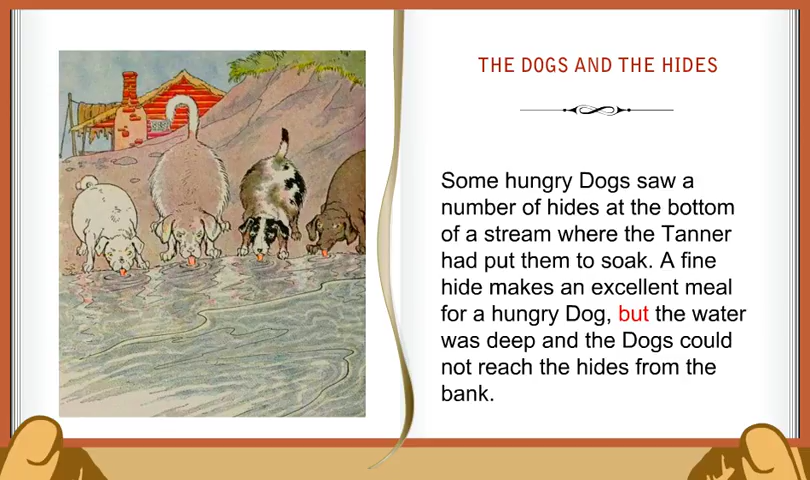 THE DOGS AND THE HIDES
Some hungry Dogs saw a
number of hides at the bottom
of a stream where the Tanner
had put them to soak. A fine
hide makes an excellent meal
for a hungry Dog, but the water
was deep and the Dogs could
not reach the hides from the
bank.